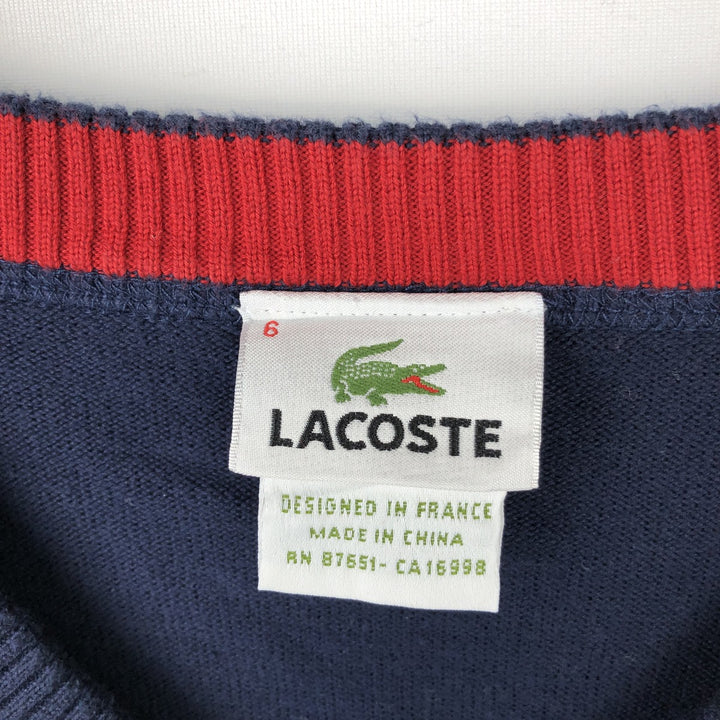 6
LACOSTE
DESIGNED IN FRANCE
MADE IN CHINA
RN 87651- CA16998